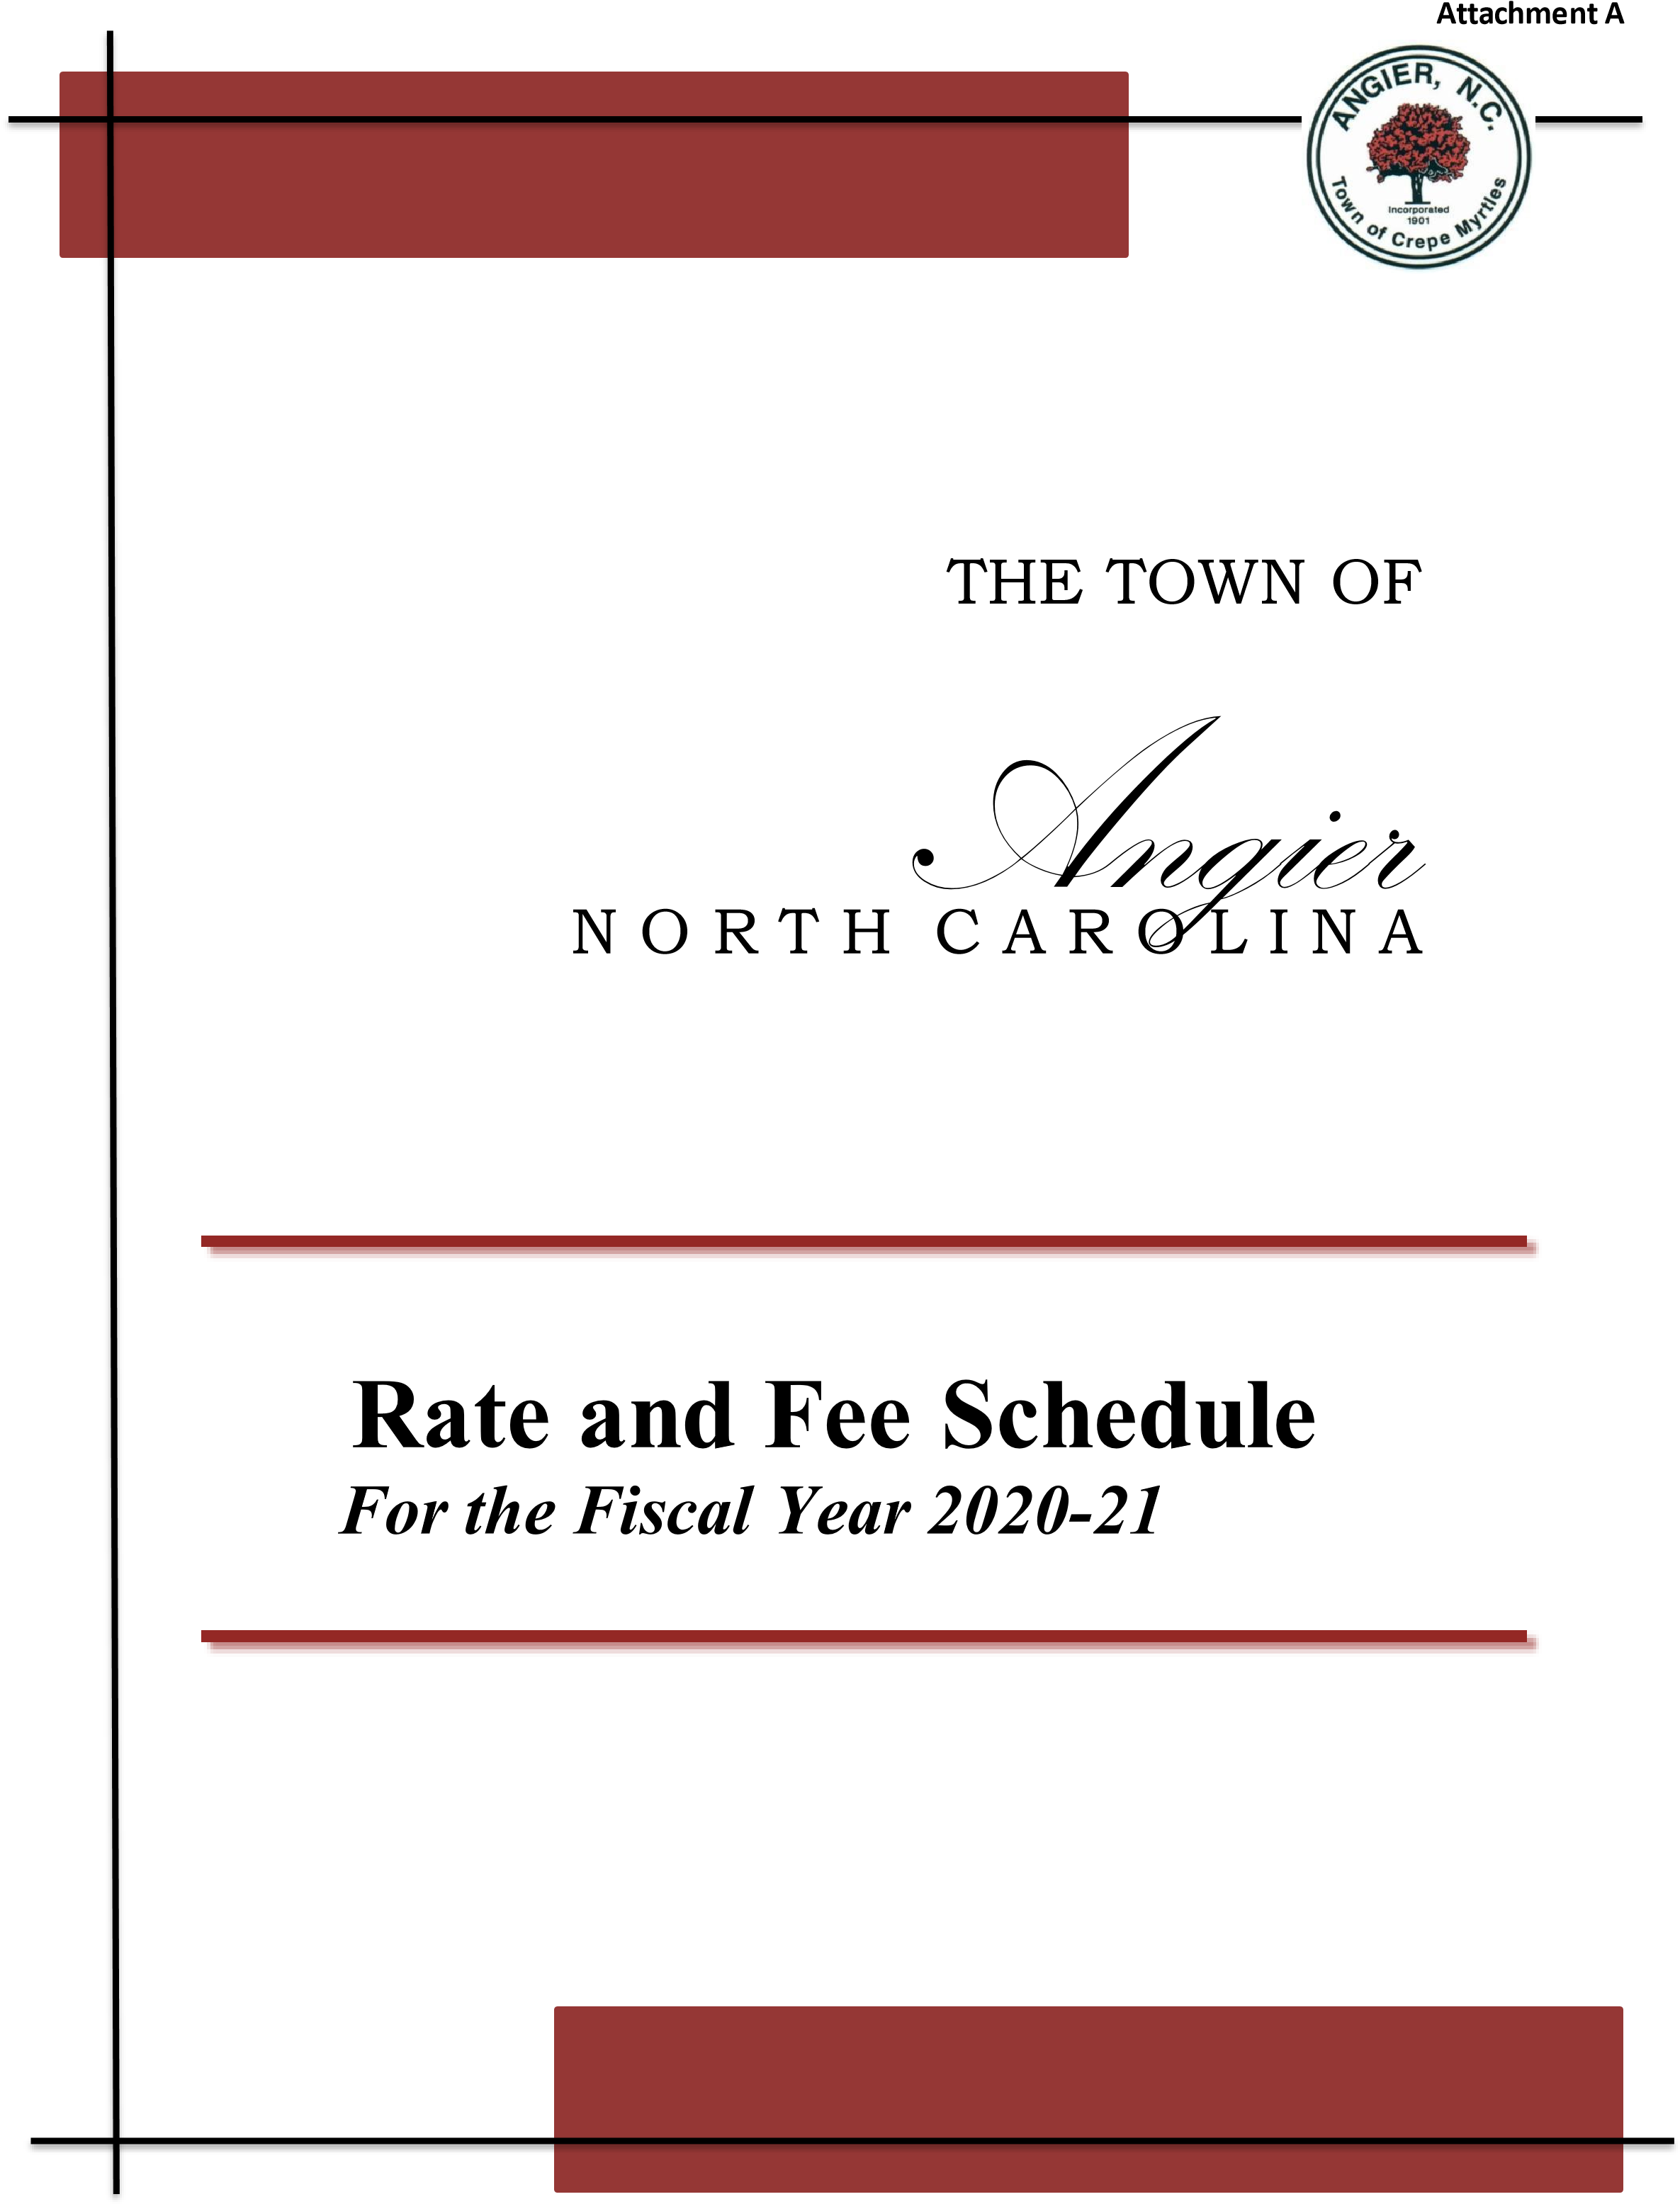 Attachment A
ANGIER, N.C.
Incorporated
1901
Town of Crepe Myrtles
THE TOWN OF
Angier
NORTH CAROLINA
Rate and Fee Schedule
For the Fiscal Year 2020-21